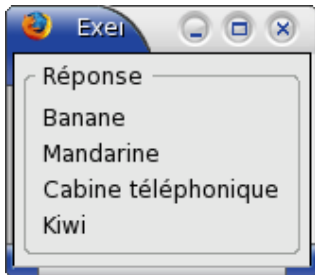 Exer
Réponse
Banane
Mandarine
Cabine téléphonique
Kiwi